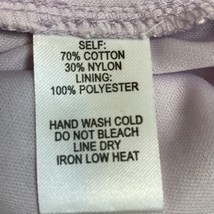 SELF:
70% COTTON
30% NYLON
LINING:
100% POLYESTER
HAND WASH COLD
DO NOT BLEACH
LINE DRY
IRON LOW HEAT